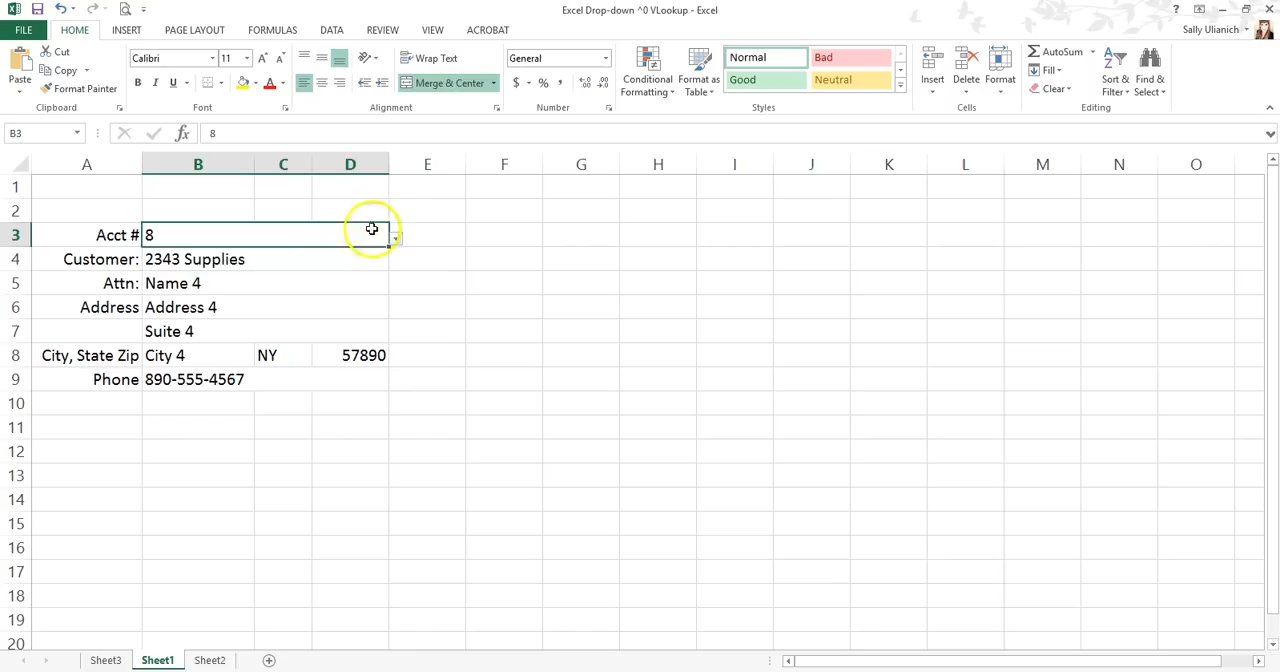 Excel Drop-down ^0 VLookup - Excel
?
FILE HOME INSERT PAGE LAYOUT FORMULAS DATA REVIEW VIEW ACROBAT Sally Ulianich
Paste Cut Copy Format Painter
Clipboard
Calibri 11 A A
B I U A
Font
Wrap Text
Merge & Center
Alignment
General
$ % ,
Number
Conditional Formatting Format as Table
Normal Bad
Good Neutral
Styles
Insert Delete Format
Cells
AutoSum Fill Clear
Sort & Filter Find & Select
Editing
B3 fx 8
A B C D E F G H I J K L M N O
1
2
3 Acct # 8
4 Customer: 2343 Supplies
5 Attn: Name 4
6 Address Address 4
7 Suite 4
8 City, State Zip City 4 NY 57890
9 Phone 890-555-4567
10
11
12
13
14
15
16
17
18
19
20
Sheet3 Sheet1 Sheet2